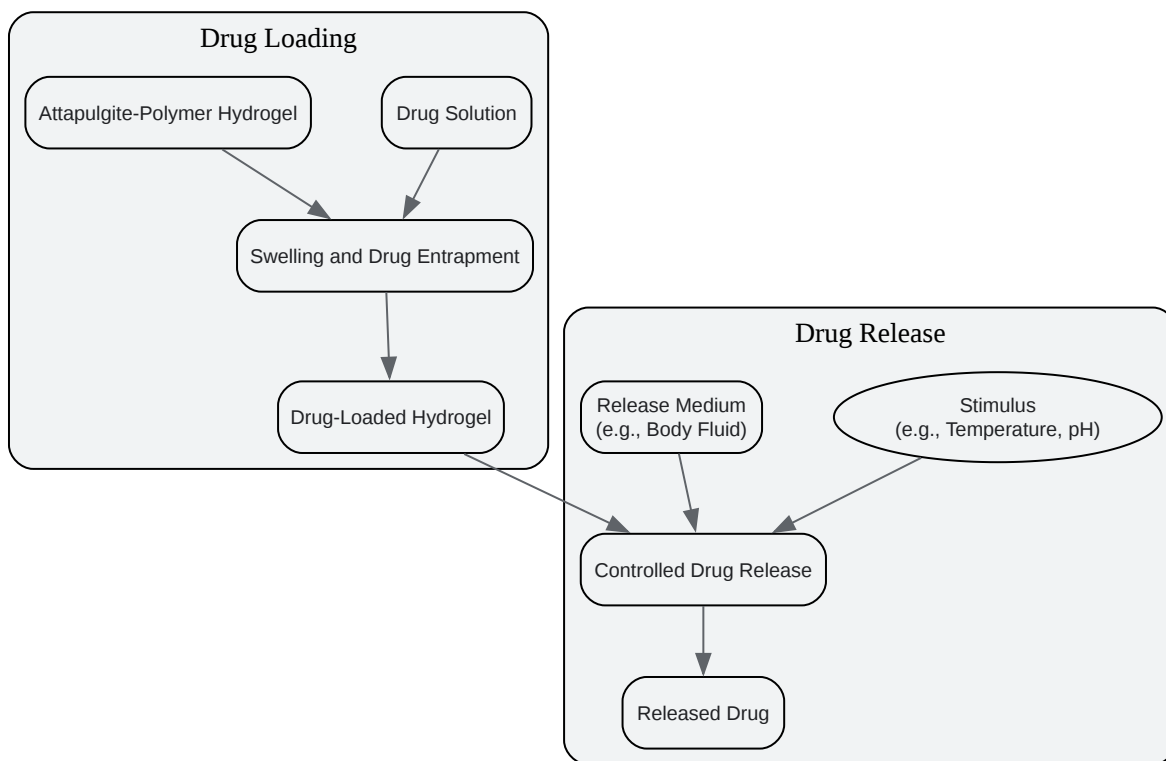 Drug Loading
Attapulgite-Polymer Hydrogel
Drug Solution
Swelling and Drug Entrapment
Drug-Loaded Hydrogel
Drug Release
Release Medium
(e.g., Body Fluid)
Stimulus
(e.g., Temperature, pH)
Controlled Drug Release
Released Drug